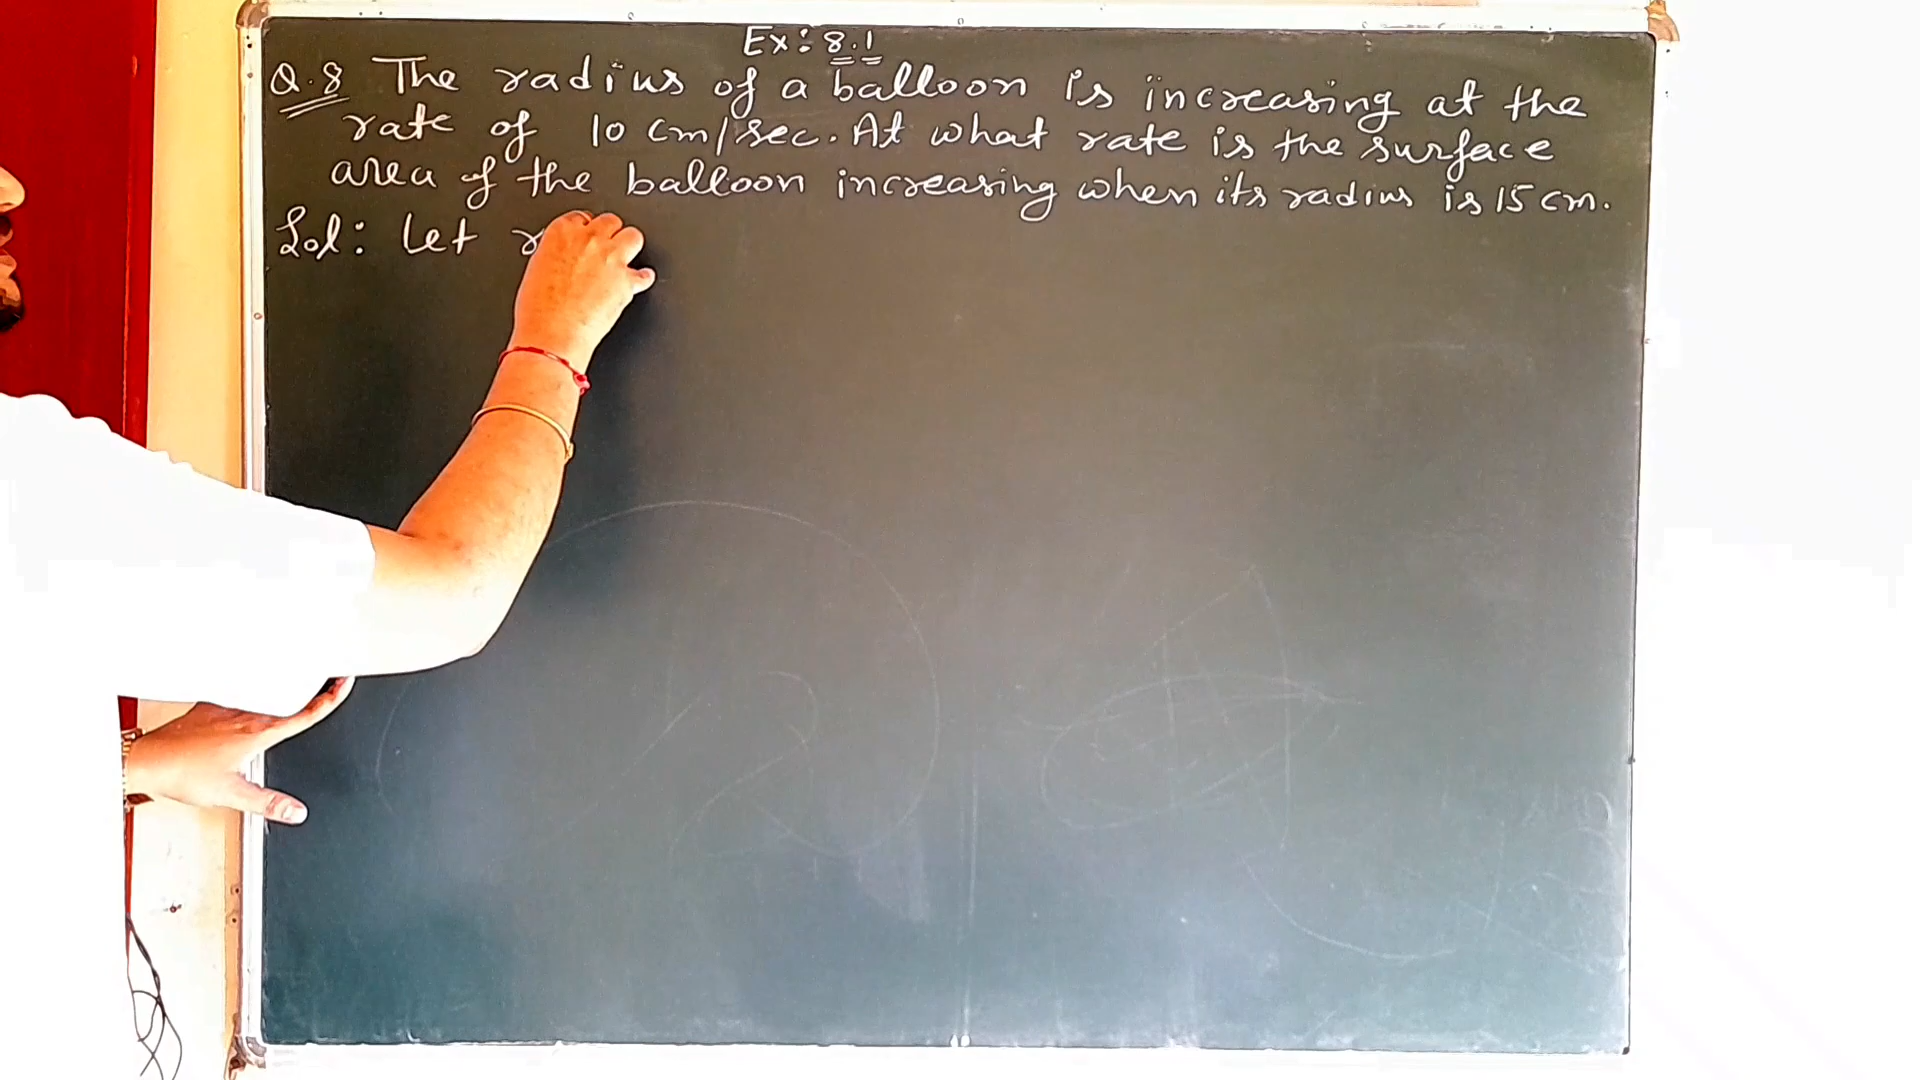 Ex: 8.1
Q.8 The radius of a balloon is increasing at the
rate of 10 cm/sec. At what rate is the surface
area of the balloon increasing when its radius is 15 cm.
Sol: Let r